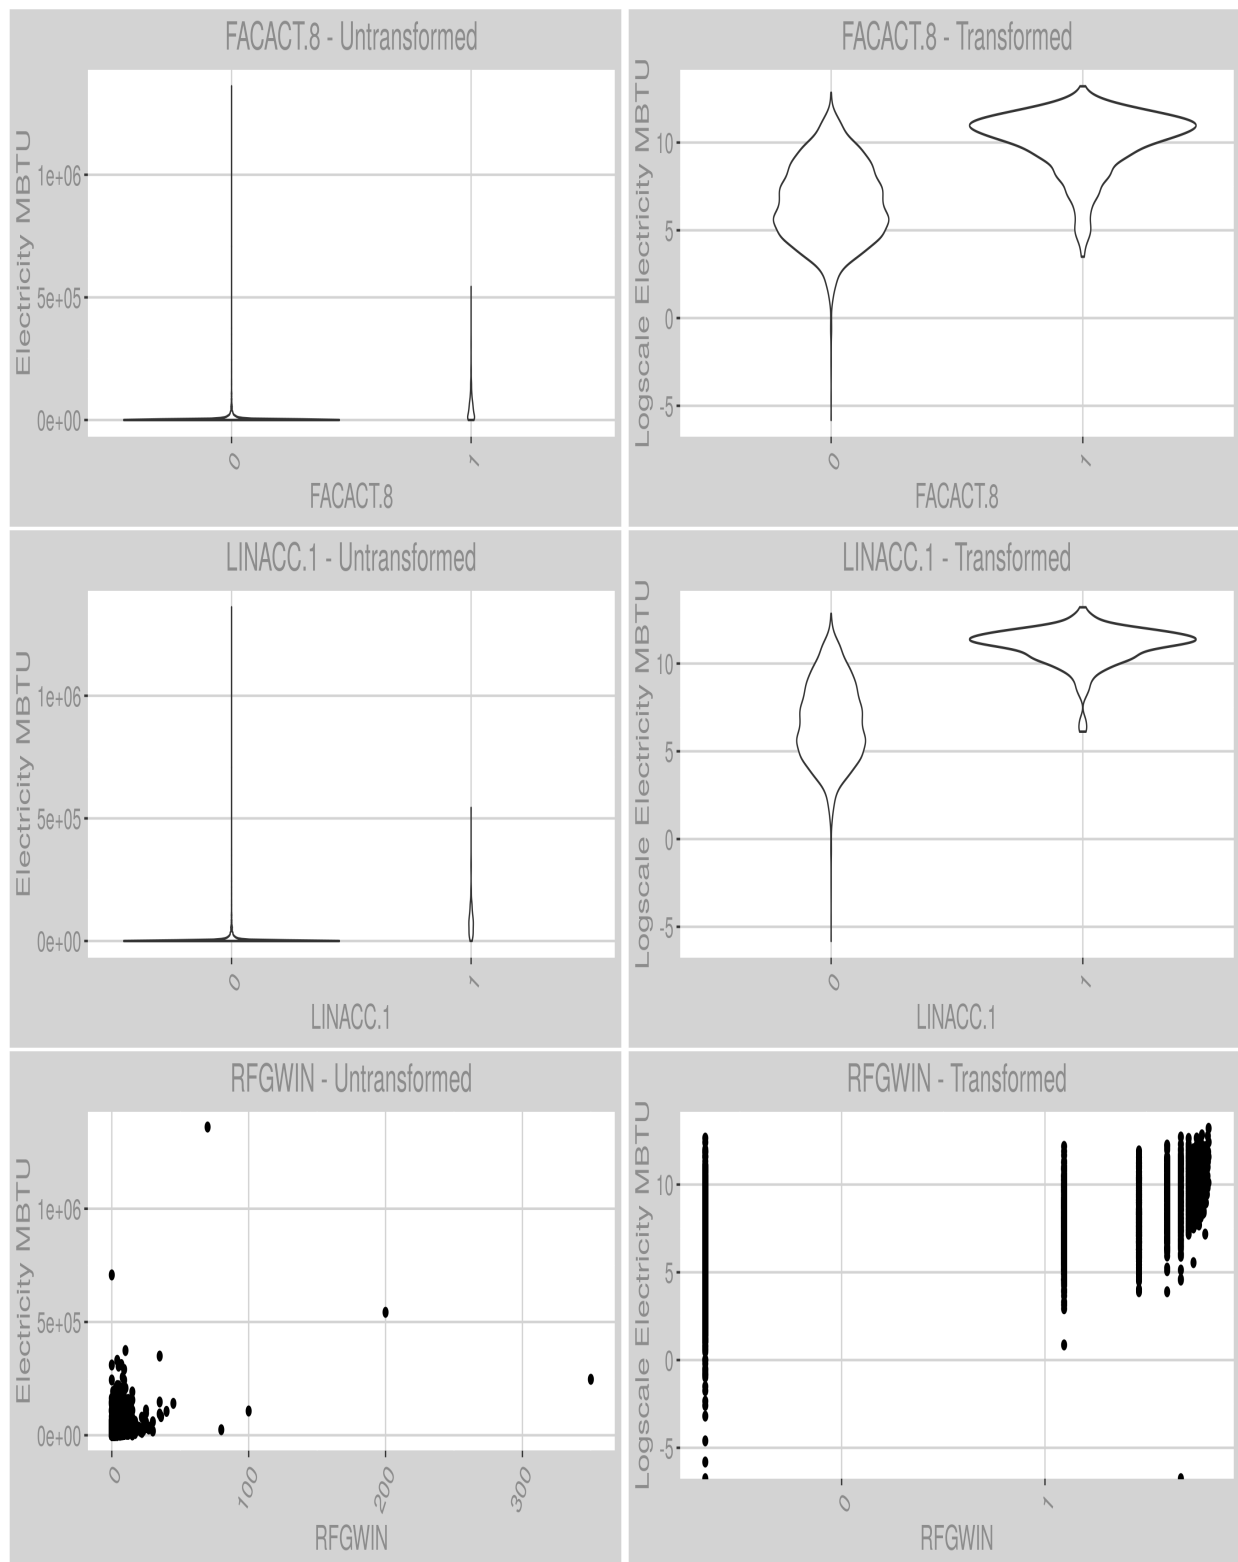 FACACT.8 - Untransformed
Electricity MBTU
1e+06
5e+05
0e+00
0 1
FACACT.8
FACACT.8 - Transformed
Logscale Electricity MBTU
10
5
0
-5
0 1
FACACT.8
LINACC.1 - Untransformed
Electricity MBTU
1e+06
5e+05
0e+00
0 1
LINACC.1
LINACC.1 - Transformed
Logscale Electricity MBTU
10
5
0
-5
0 1
LINACC.1
RFGWIN - Untransformed
Electricity MBTU
1e+06
5e+05
0e+00
0 100 200 300
RFGWIN
RFGWIN - Transformed
Logscale Electricity MBTU
10
5
0
-5
0 1
RFGWIN